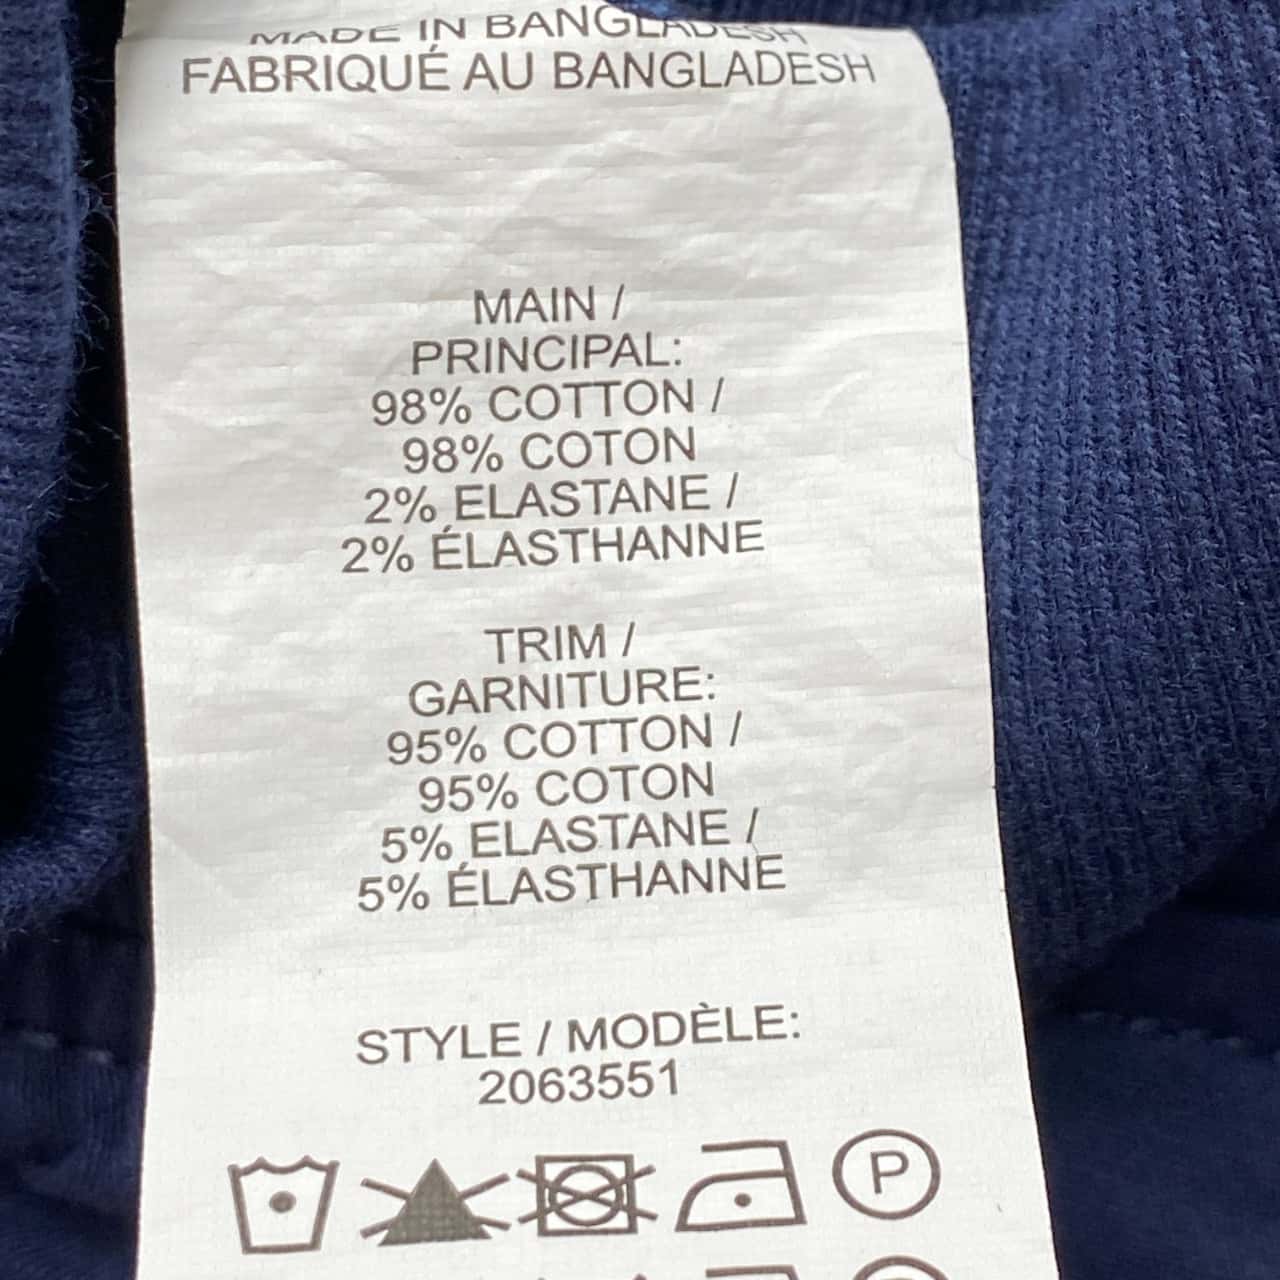 MADE IN BANGLADESH
FABRIQUÉ AU BANGLADESH
MAIN /
PRINCIPAL:
98% COTTON /
98% COTON
2% ELASTANE /
2% ÉLASTHANNE
TRIM /
GARNITURE:
95% COTTON /
95% COTON
5% ELASTANE /
5% ÉLASTHANNE
STYLE / MODÈLE:
2063551
P